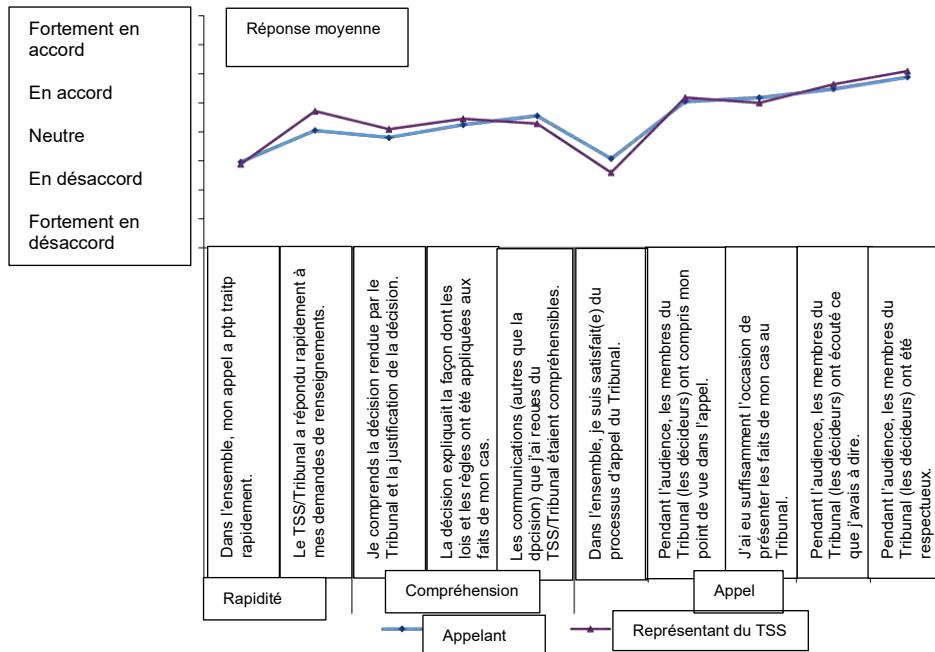 Fortement en
accord
En accord
Neutre
En désaccord
Fortement en
désaccord
Réponse moyenne
Dans l'ensemble, mon appel a ptp traitp
rapidement.
Le TSS/Tribunal a répondu rapidement à
mes demandes de renseignements.
Je comprends la décision rendue par le
Tribunal et la justification de la décision.
La décision expliquait la façon dont les
lois et les règles ont été appliquées aux
faits de mon cas.
Les communications (autres que la
dpcision) que j'ai reoues du
TSS/Tribunal étaient compréhensibles.
Dans l'ensemble, je suis satisfait(e) du
processus d'appel du Tribunal.
Pendant l'audience, les membres du
Tribunal (les décideurs) ont compris mon
point de vue dans l'appel.
J'ai eu suffisamment l'occasion de
présenter les faits de mon cas au
Tribunal.
Pendant l'audience, les membres du
Tribunal (les décideurs) ont écouté ce
que j'avais à dire.
Pendant l'audience, les membres du
Tribunal (les décideurs) ont été
respectueux.
Rapidité
Compréhension
Appel
Appelant
Représentant du TSS